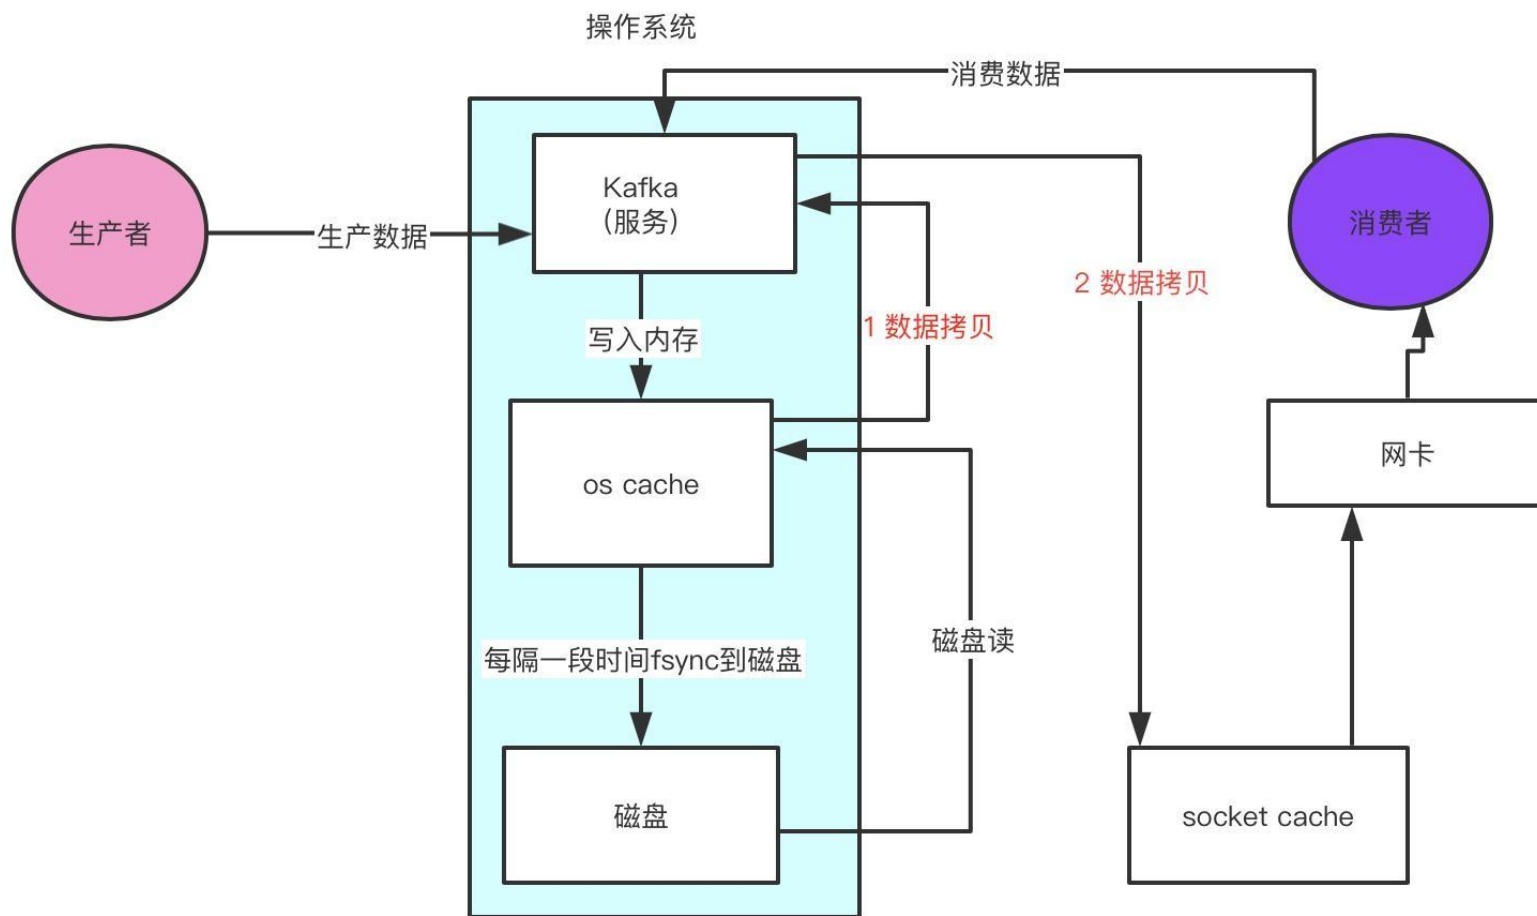 操作系统
消费数据
Kafka
（服务）
生产者
生产数据
消费者
2 数据拷贝
1 数据拷贝
写入内存
网卡
os cache
磁盘读
每隔一段时间fsync到磁盘
磁盘
socket cache